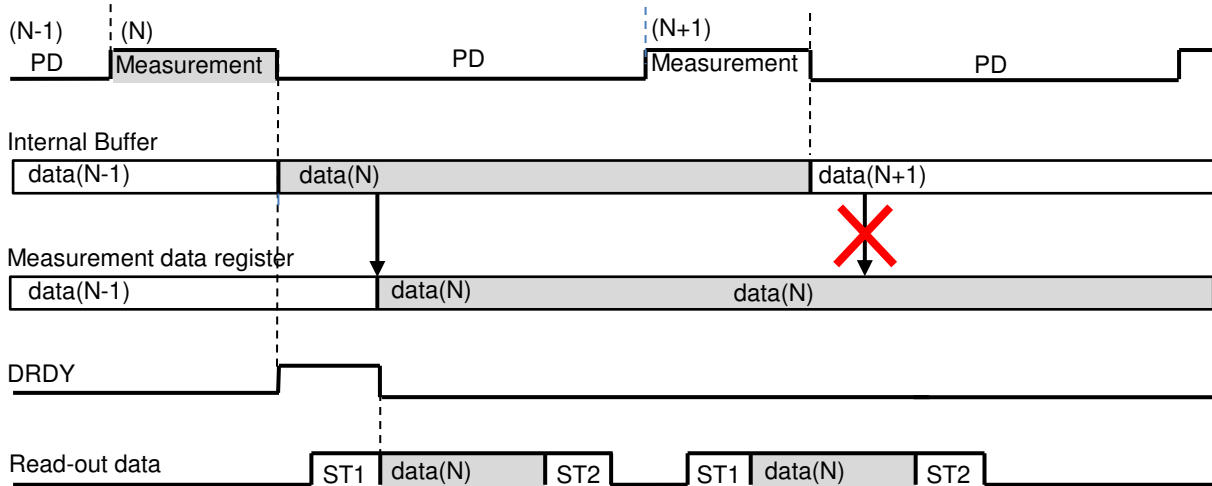 (N-1) (N) (N+1)
PD Measurement PD Measurement PD
Internal Buffer
data(N-1) data(N) data(N+1)
Measurement data register
data(N-1) data(N) data(N)
DRDY
Read-out data ST1 data(N) ST2 ST1 data(N) ST2